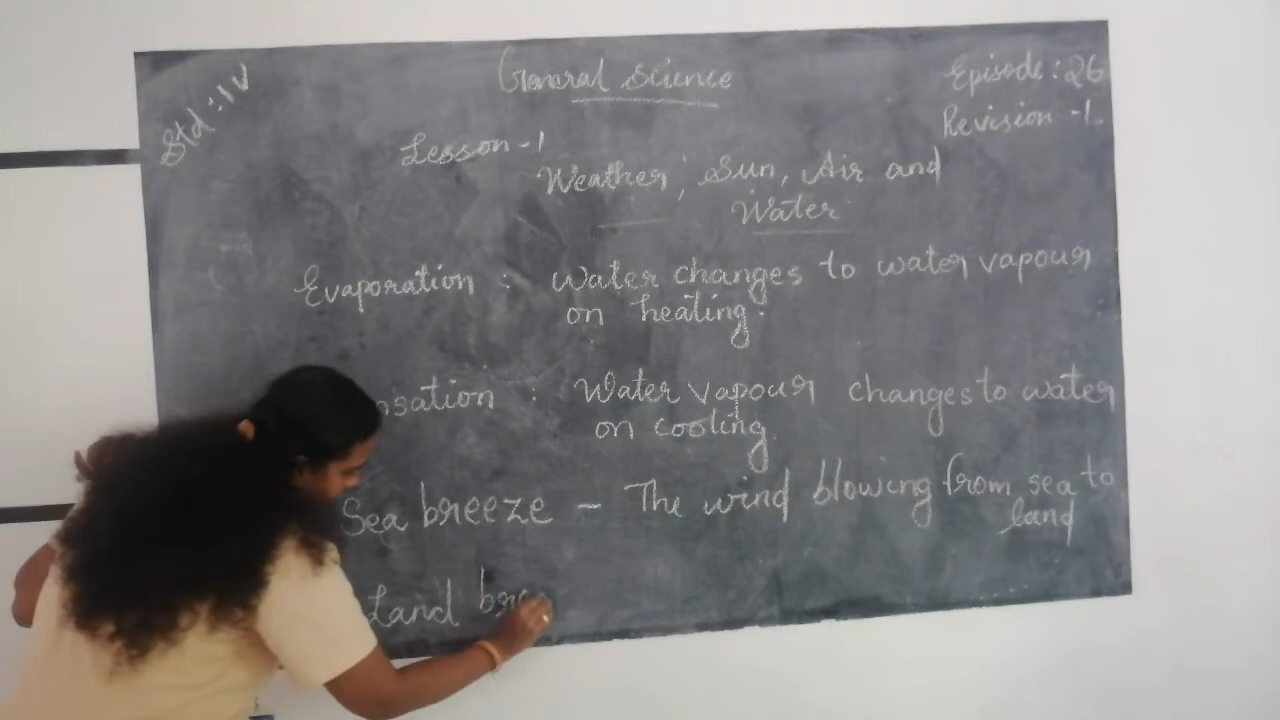 Std : IV
General Science
Episode : 26
Revision -1.
Lesson -1
Weather, Sun, Air and
Water
Evaporation : Water changes to water vapour
on heating.
nsation : Water vapour changes to water
on cooling.
Sea breeze – The wind blowing from sea to
land
Land bre